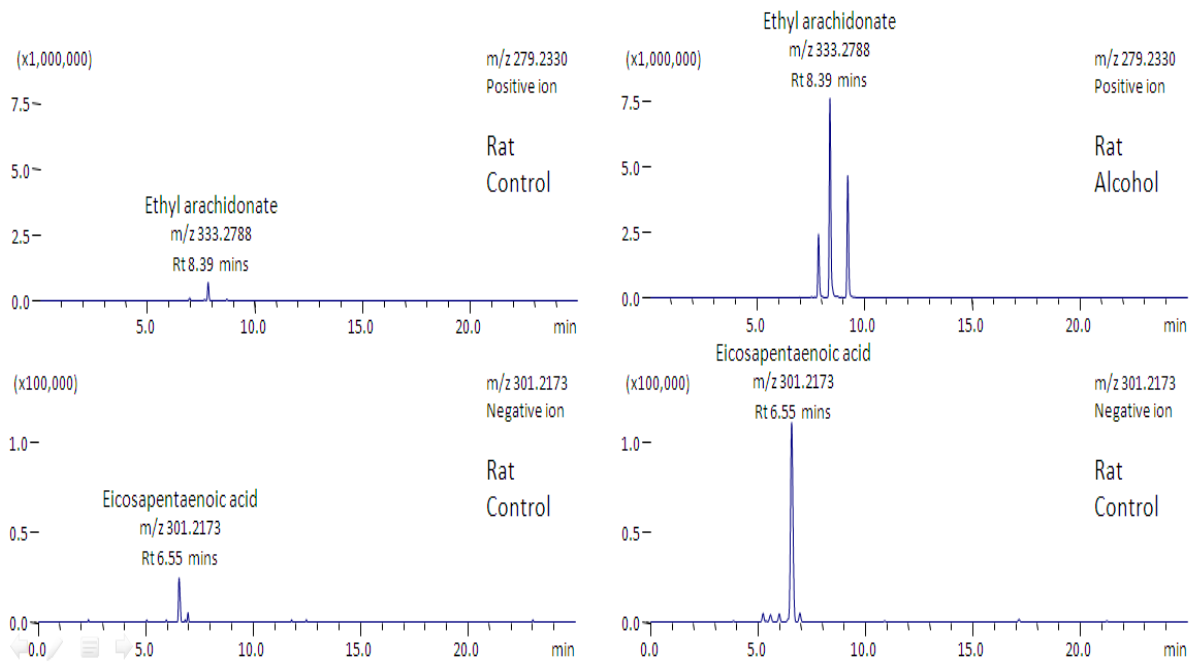 (x1,000,000)
m/z 279.2330
Positive ion
Rat
Control
Ethyl arachidonate
m/z 333.2788
Rt 8.39 mins
7.5
5.0
2.5
0.0
5.0 10.0 15.0 20.0 min
Ethyl arachidonate
m/z 333.2788
Rt 8.39 mins
(x1,000,000)
m/z 279.2330
Positive ion
Rat
Alcohol
7.5
5.0
2.5
0.0
5.0 10.0 15.0 20.0 min
(x100,000)
m/z 301.2173
Negative ion
Rat
Control
Eicosapentaenoic acid
m/z 301.2173
Rt 6.55 mins
1.0
0.5
0.0
0.0 5.0 10.0 15.0 20.0 min
Eicosapentaenoic acid
m/z 301.2173
Rt 6.55 mins
(x100,000)
m/z 301.2173
Negative ion
Rat
Control
1.0
0.5
0.0
0.0 5.0 10.0 15.0 20.0 min